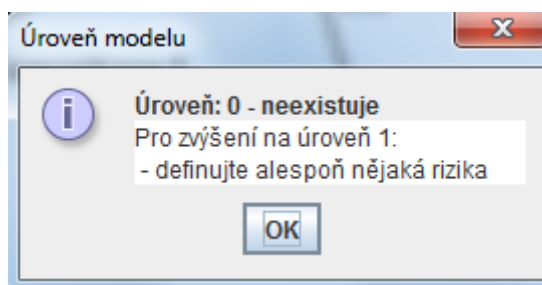 Úroveň modelu
Úroveň: 0 - neexistuje
Pro zvýšení na úroveň 1:
- definujte alespoň nějaká rizika
OK